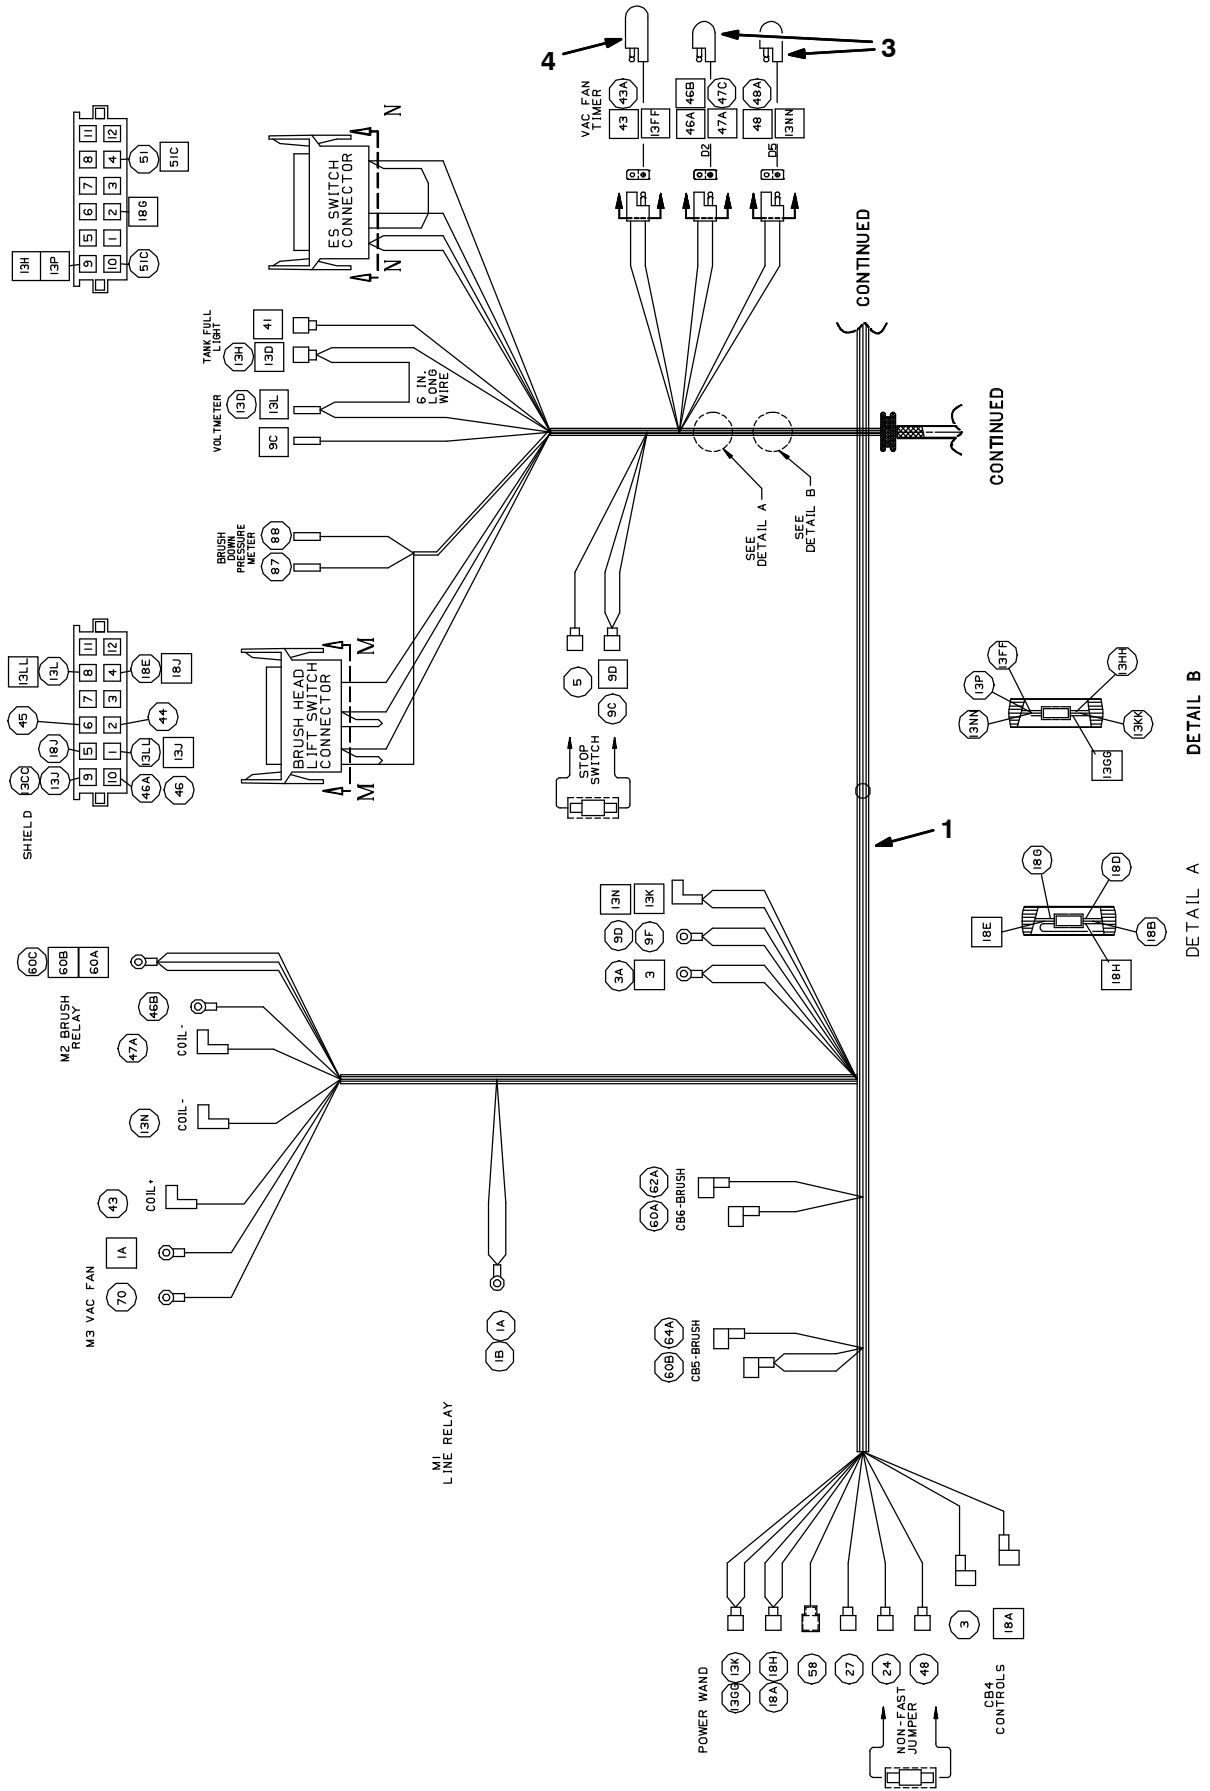 4
3
VAC FAN
TIMER
43
43A
13FF
46A
46B
47A
47C
D2
48
48A
13NN
D5
11
12
8
4
7
3
6
2
5
1
9
10
51
51C
18G
51C
13H
13P
ES SWITCH
CONNECTOR
N
N
TANK FULL
LIGHT
41
13H
13D
6 IN.
LONG
WIRE
VOLTMETER
13D
13L
9C
BRUSH
DOWN
PRESSURE
METER
88
87
SHIELD
11
12
8
4
7
3
6
2
5
1
9
10
13LL
13L
18E
18J
45
44
18J
13LL
13J
13CC
13J
46A
46
BRUSH HEAD
LIFT SWITCH
CONNECTOR
M
M
5
9D
9C
STOP
SWITCH
SEE
DETAIL A
SEE
DETAIL B
CONTINUED
CONTINUED
1
M2 BRUSH
RELAY
60C
60B
60A
46B
47A
COIL-
13N
COIL-
43
COIL+
M3 VAC FAN
1A
70
13N
13K
9D
9F
3A
3
M1
LINE RELAY
1B
1A
62A
60A
CB6-BRUSH
64A
60B
CB5-BRUSH
POWER WAND
13GG
13K
18A
18H
58
27
24
48
NON-FAST
JUMPER
3
18A
CB4
CONTROLS
18G
18D
18E
18B
18H
DETAIL A
13FF
13P
13NN
13HH
13KK
13GG
DETAIL B